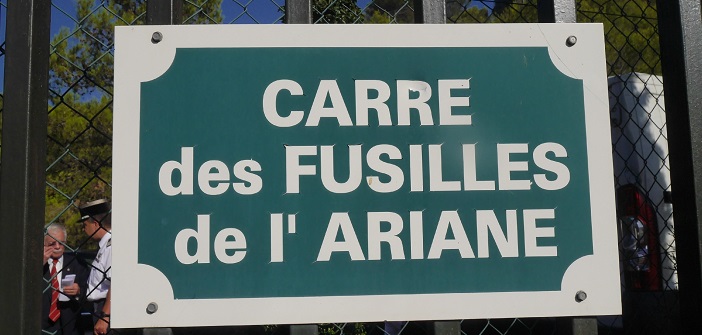 CARRE
des FUSILLES
de l' ARIANE